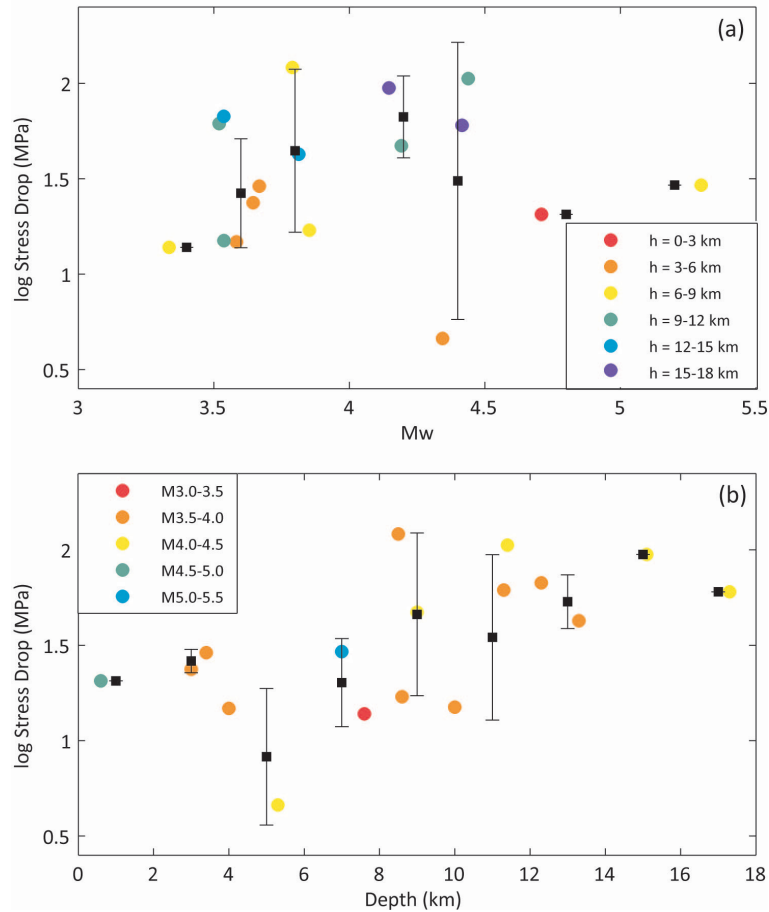 (a)
log Stress Drop (MPa)
2
1.5
1
0.5
h = 0-3 km
h = 3-6 km
h = 6-9 km
h = 9-12 km
h = 12-15 km
h = 15-18 km
3 3.5 4 4.5 5 5.5
Mw
(b)
log Stress Drop (MPa)
2
1.5
1
0.5
M3.0-3.5
M3.5-4.0
M4.0-4.5
M4.5-5.0
M5.0-5.5
0 2 4 6 8 10 12 14 16 18
Depth (km)